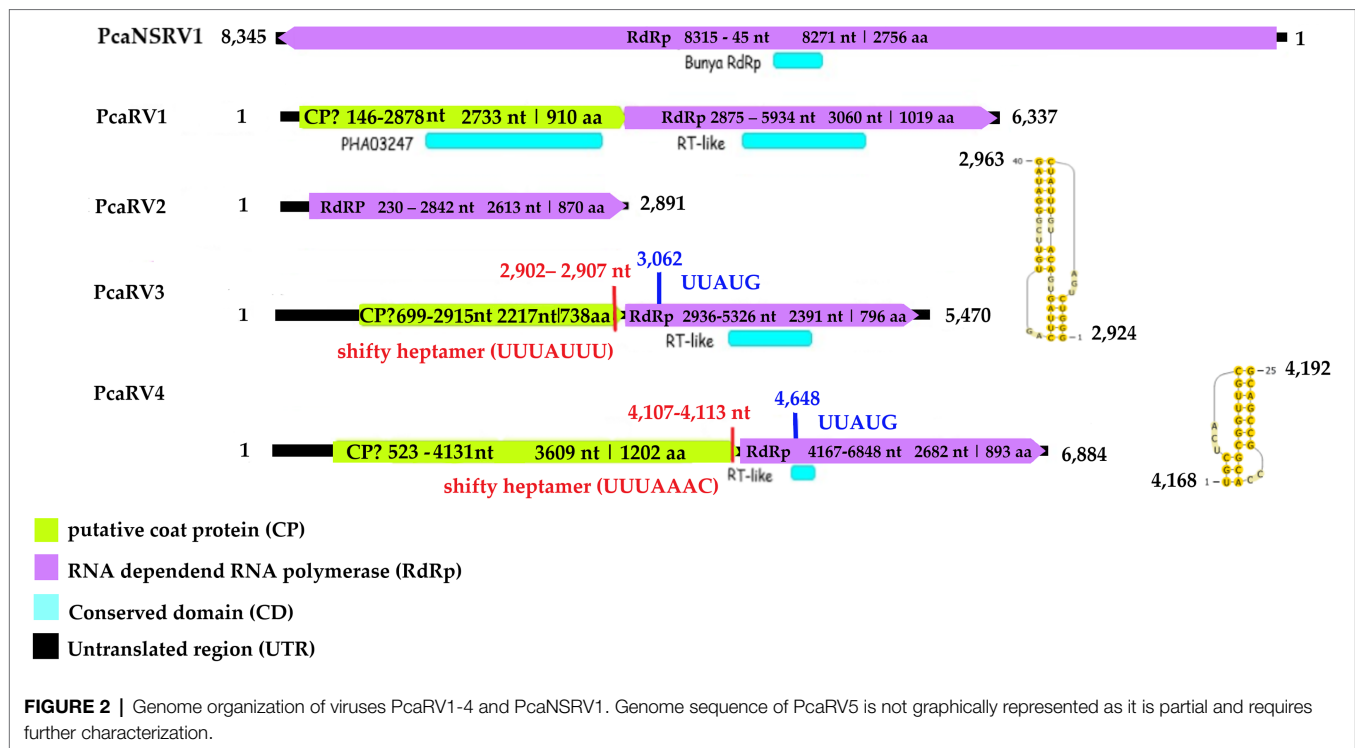 PcaNSRV1 8,345 RdRp 8315 - 45 nt 8271 nt | 2756 aa 1
Bunya RdRp
PcaRV1 1 CP? 146-2878nt 2733 nt | 910 aa RdRp 2875 – 5934 nt 3060 nt | 1019 aa 6,337
PHA03247 RT-like
2,963 40
PcaRV2 1 RdRP 230 – 2842 nt 2613 nt | 870 aa 2,891
3,062
2,902– 2,907 nt UUAUG
PcaRV3
1 CP?699-2915nt 2217nt|738aa RdRp 2936-5326 nt 2391 nt | 796 aa 5,470
RT-like
1 2,924
shifty heptamer (UUUAUUU)
25 4,192
PcaRV4
4,648
4,107-4,113 nt UUAUG
1 CP? 523 -4131nt 3609 nt | 1202 aa RdRp 4167-6848 nt 2682 nt | 893 aa 6,884
RT-like
4,168 1
shifty heptamer (UUUAAAC)
putative coat protein (CP)
RNA dependend RNA polymerase (RdRp)
Conserved domain (CD)
Untranslated region (UTR)
FIGURE 2 | Genome organization of viruses PcaRV1-4 and PcaNSRV1. Genome sequence of PcaRV5 is not graphically represented as it is partial and requires
further characterization.